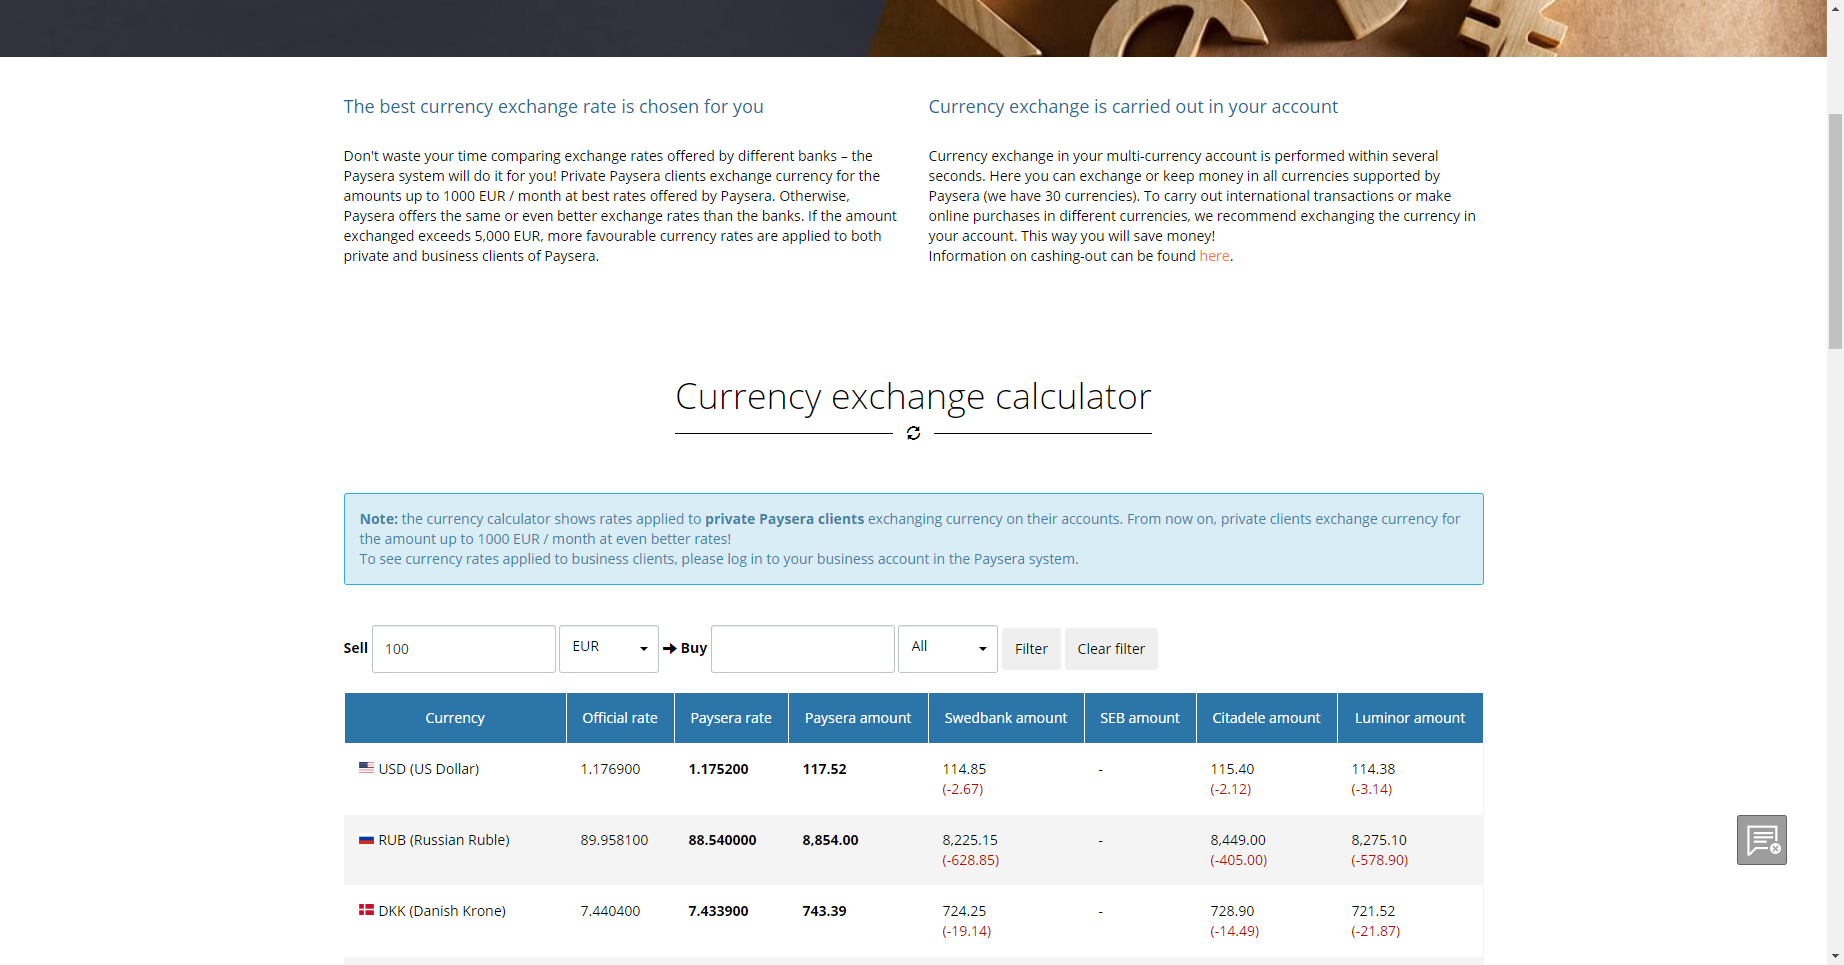 The best currency exchange rate is chosen for you
Don't waste your time comparing exchange rates offered by different banks – the
Paysera system will do it for you! Private Paysera clients exchange currency for the
amounts up to 1000 EUR / month at best rates offered by Paysera. Otherwise,
Paysera offers the same or even better exchange rates than the banks. If the amount
exchanged exceeds 5,000 EUR, more favourable currency rates are applied to both
private and business clients of Paysera.
Currency exchange is carried out in your account
Currency exchange in your multi-currency account is performed within several
seconds. Here you can exchange or keep money in all currencies supported by
Paysera (we have 30 currencies). To carry out international transactions or make
online purchases in different currencies, we recommend exchanging the currency in
your account. This way you will save money!
Information on cashing-out can be found here.
Currency exchange calculator
Note: the currency calculator shows rates applied to private Paysera clients exchanging currency on their accounts. From now on, private clients exchange currency for
the amount up to 1000 EUR / month at even better rates!
To see currency rates applied to business clients, please log in to your business account in the Paysera system.
Sell 100 EUR Buy All Filter Clear filter
Currency Official rate Paysera rate Paysera amount Swedbank amount SEB amount Citadele amount Luminor amount
USD (US Dollar) 1.176900 1.175200 117.52 114.85 - 115.40 114.38
(-2.67) (-2.12) (-3.14)
RUB (Russian Ruble) 89.958100 88.540000 8,854.00 8,225.15 - 8,449.00 8,275.10
(-628.85) (-405.00) (-578.90)
DKK (Danish Krone) 7.440400 7.433900 743.39 724.25 - 728.90 721.52
(-19.14) (-14.49) (-21.87)